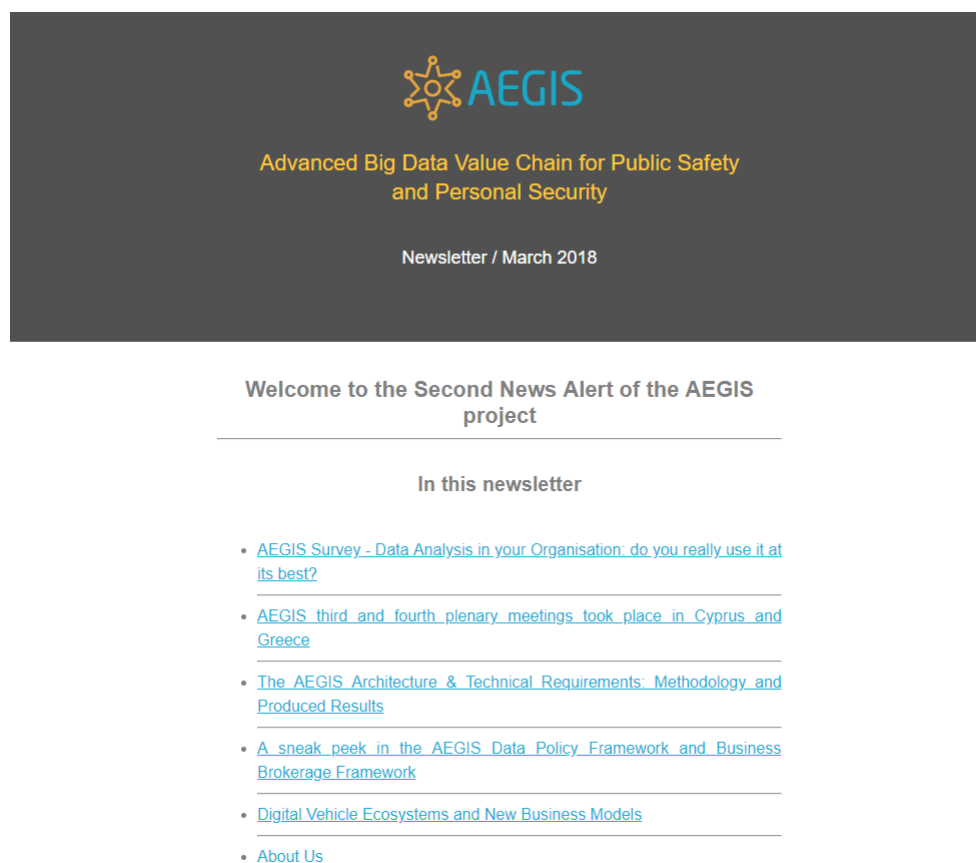 AEGIS
Advanced Big Data Value Chain for Public Safety
and Personal Security
Newsletter / March 2018
Welcome to the Second News Alert of the AEGIS
project
In this newsletter
• AEGIS Survey - Data Analysis in your Organisation: do you really use it at
its best?
• AEGIS third and fourth plenary meetings took place in Cyprus and
Greece
• The AEGIS Architecture & Technical Requirements: Methodology and
Produced Results
• A sneak peek in the AEGIS Data Policy Framework and Business
Brokerage Framework
• Digital Vehicle Ecosystems and New Business Models
• About Us